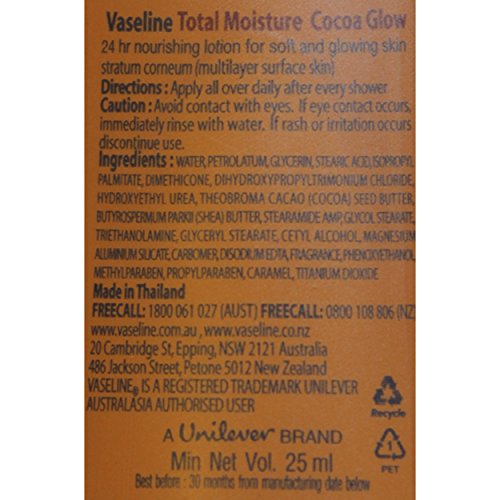 Vaseline Total Moisture Cocoa Glow
24 hr nourishing lotion for soft and glowing skin
stratum corneum (multilayer surface skin)
Directions : Apply all over daily after every shower
Caution : Avoid contact with eyes. If eye contact occurs,
immediately rinse with water. If rash or irritation occurs
discontinue use.
Ingredients : WATER, PETROLATUM, GLYCERIN, STEARIC ACID, ISOPROPYL
PALMITATE, DIMETHICONE, DIHYDROXYPROPYLTRIMONIUM CHLORIDE,
HYDROXYETHYL UREA, THEOBROMA CACAO (COCOA) SEED BUTTER,
BUTYROSPERMUM PARKII (SHEA) BUTTER, STEARAMIDE AMP, GLYCOL STEARATE,
TRIETHANOLAMINE, GLYCERYL STEARATE, CETYL ALCOHOL, MAGNESIUM
ALUMINIUM SILICATE, CARBOMER, DISODIUM EDTA, FRAGRANCE, PHENOXYETHANOL,
METHYLPARABEN, PROPYLPARABEN, CARAMEL, TITANIUM DIOXIDE
Made in Thailand
FREECALL: 1800 061 027 (AUST) FREECALL: 0800 108 806 (NZ)
www.vaseline.com.au , www.vaseline.co.nz
20 Cambridge St, Epping, NSW 2121 Australia
486 Jackson Street, Petone 5012 New Zealand
VASELINE® IS A REGISTERED TRADEMARK UNILEVER
AUSTRALASIA AUTHORISED USER
Recycle
A Unilever BRAND
1
PET
Min Net Vol. 25 ml
Best before : 30 months from manufacturing date below